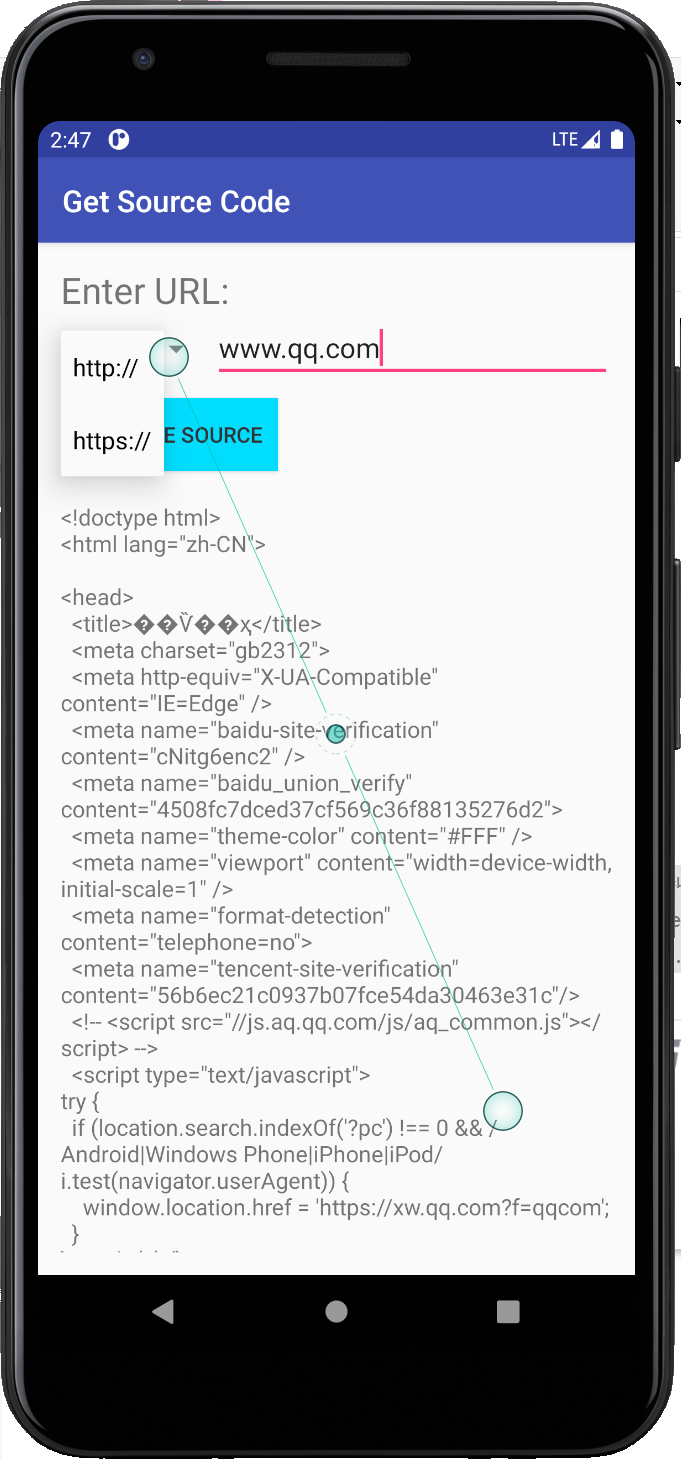 2:47 LTE
Get Source Code
Enter URL:
http:// www.qq.com
https:// E SOURCE
<!doctype html>
<html lang="zh-CN">
<head>
<title>��Ѷ��ҳ</title>
<meta charset="gb2312">
<meta http-equiv="X-UA-Compatible"
content="IE=Edge" />
<meta name="baidu-site-verification"
content="cNitg6enc2" />
<meta name="baidu_union_verify"
content="4508fc7dced37cf569c36f88135276d2">
<meta name="theme-color" content="#FFF" />
<meta name="viewport" content="width=device-width,
initial-scale=1" />
<meta name="format-detection"
content="telephone=no">
<meta name="tencent-site-verification"
content="56b6ec21c0937b07fce54da30463e31c"/>
<!-- <script src="//js.aq.qq.com/js/aq_common.js"></
script> -->
<script type="text/javascript">
try {
if (location.search.indexOf('?pc') !== 0 && /
Android|Windows Phone|iPhone|iPod/
i.test(navigator.userAgent)) {
window.location.href = 'https://xw.qq.com?f=qqcom';
}